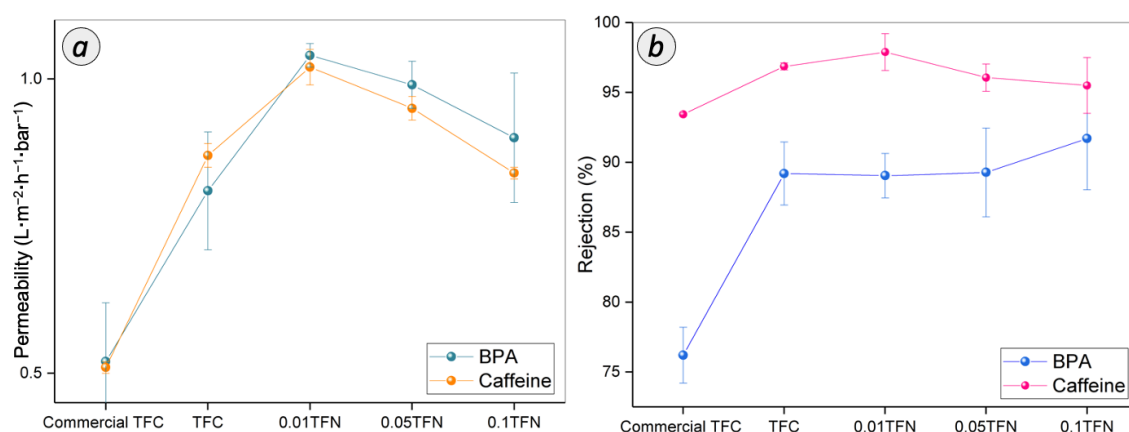 a
Permeability (L·m⁻²·h⁻¹·bar⁻¹)
1.0
0.5
BPA
Caffeine
Commercial TFC TFC 0.01TFN 0.05TFN 0.1TFN
b
Rejection (%)
100
95
90
85
80
75
BPA
Caffeine
Commercial TFC TFC 0.01TFN 0.05TFN 0.1TFN